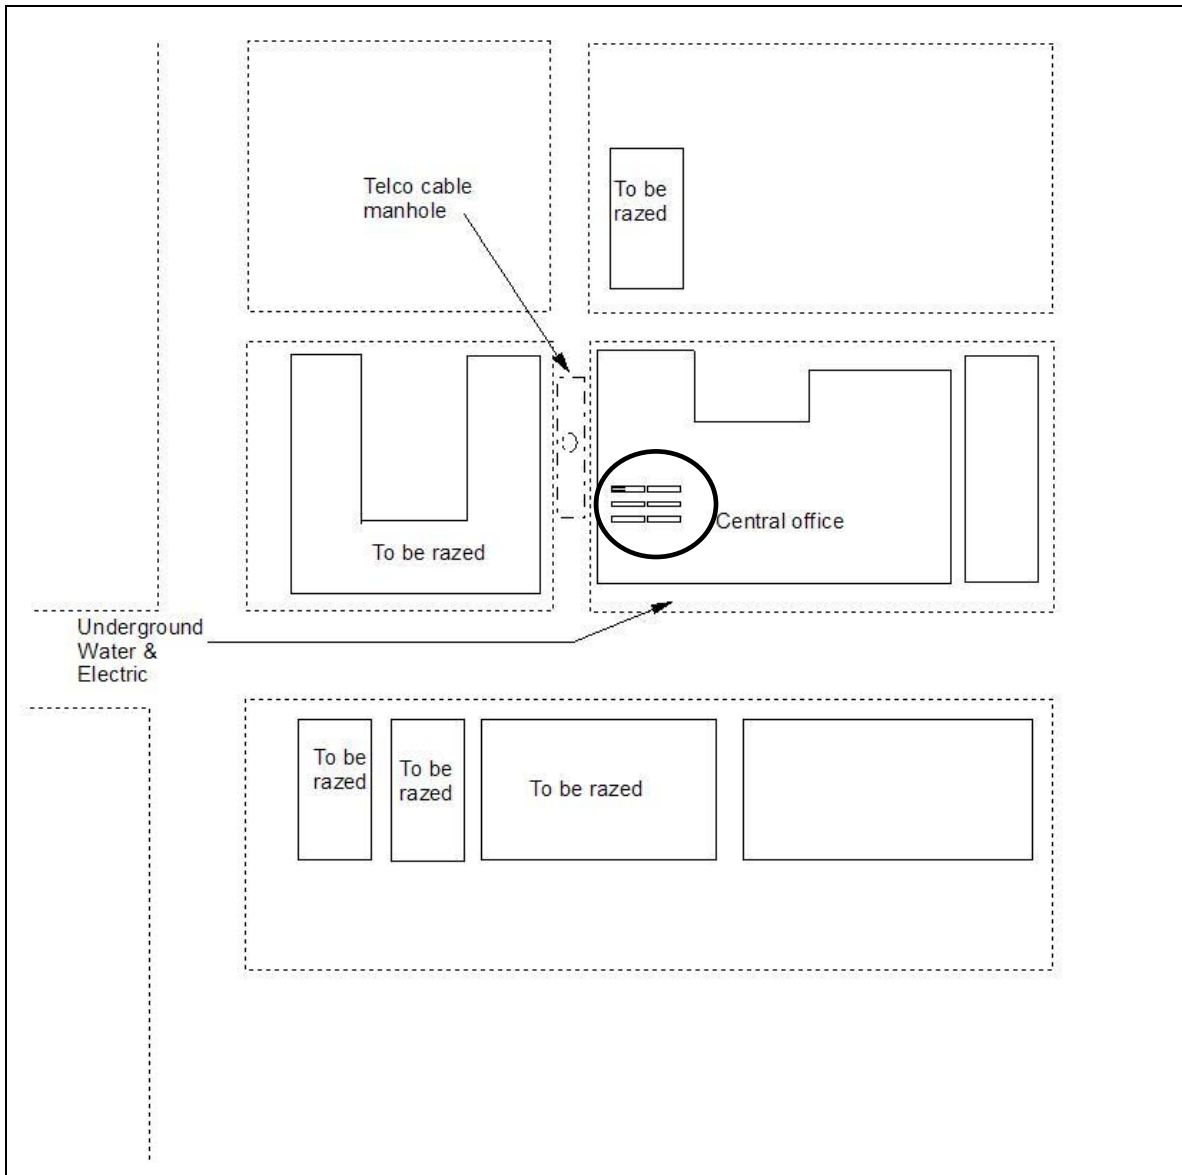 Telco cable
manhole
To be
razed
To be razed
Central office
Underground
Water &
Electric
To be
razed
To be
razed
To be razed